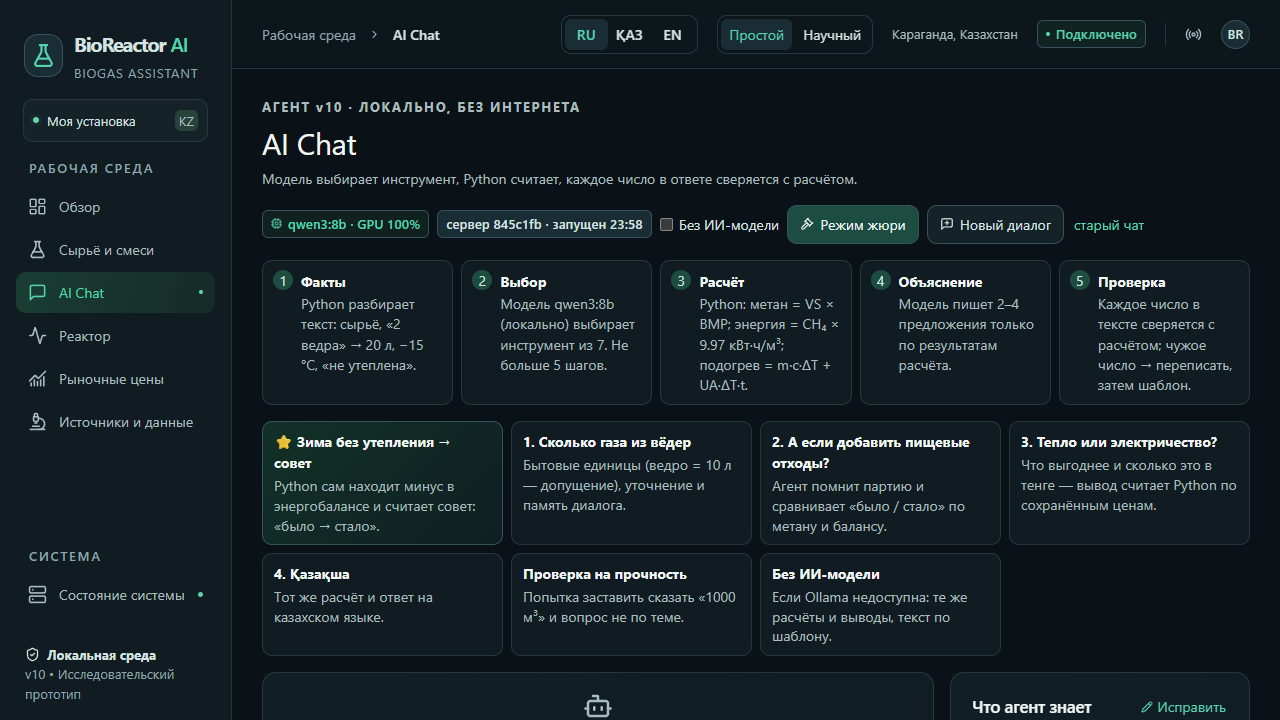 BioReactor AI
BIOGAS ASSISTANT
Моя установка
KZ
РАБОЧАЯ СРЕДА
Обзор
Сырьё и смеси
AI Chat
Реактор
Рыночные цены
Источники и данные
СИСТЕМА
Состояние системы
Локальная среда
v10 • Исследовательский
прототип
Рабочая среда
AI Chat
RU ҚАЗ EN
Простой Научный
Караганда, Казахстан
• Подключено
BR
АГЕНТ v10 · ЛОКАЛЬНО, БЕЗ ИНТЕРНЕТА
AI Chat
Модель выбирает инструмент, Python считает, каждое число в ответе сверяется с расчётом.
qwen3:8b · GPU 100%
сервер 845c1fb · запущен 23:58
Без ИИ-модели
Режим жюри
Новый диалог
старый чат
1 Факты
Python разбирает
текст: сырьё, «2
ведра» → 20 л, −15
°C, «не утеплена».
2 Выбор
Модель qwen3:8b
(локально) выбирает
инструмент из 7. Не
больше 5 шагов.
3 Расчёт
Python: метан = VS ×
BMP; энергия = CH₄ ×
9.97 кВт·ч/м³;
подогрев = m·c·ΔT +
UA·ΔT·t.
4 Объяснение
Модель пишет 2–4
предложения только
по результатам
расчёта.
5 Проверка
Каждое число в
тексте сверяется с
расчётом; чужое
число → переписать,
затем шаблон.
⭐ Зима без утепления →
совет
Python сам находит минус в
энергобалансе и считает совет:
«было → стало».
1. Сколько газа из вёдер
Бытовые единицы (ведро = 10 л
— допущение), уточнение и
память диалога.
2. А если добавить пищевые
отходы?
Агент помнит партию и
сравнивает «было / стало» по
метану и балансу.
3. Тепло или электричество?
Что выгоднее и сколько это в
тенге — вывод считает Python по
сохранённым ценам.
4. Қазақша
Тот же расчёт и ответ на
казахском языке.
Проверка на прочность
Попытка заставить сказать «1000
м³» и вопрос не по теме.
Без ИИ-модели
Если Ollama недоступна: те же
расчёты и выводы, текст по
шаблону.
Что агент знает
Исправить